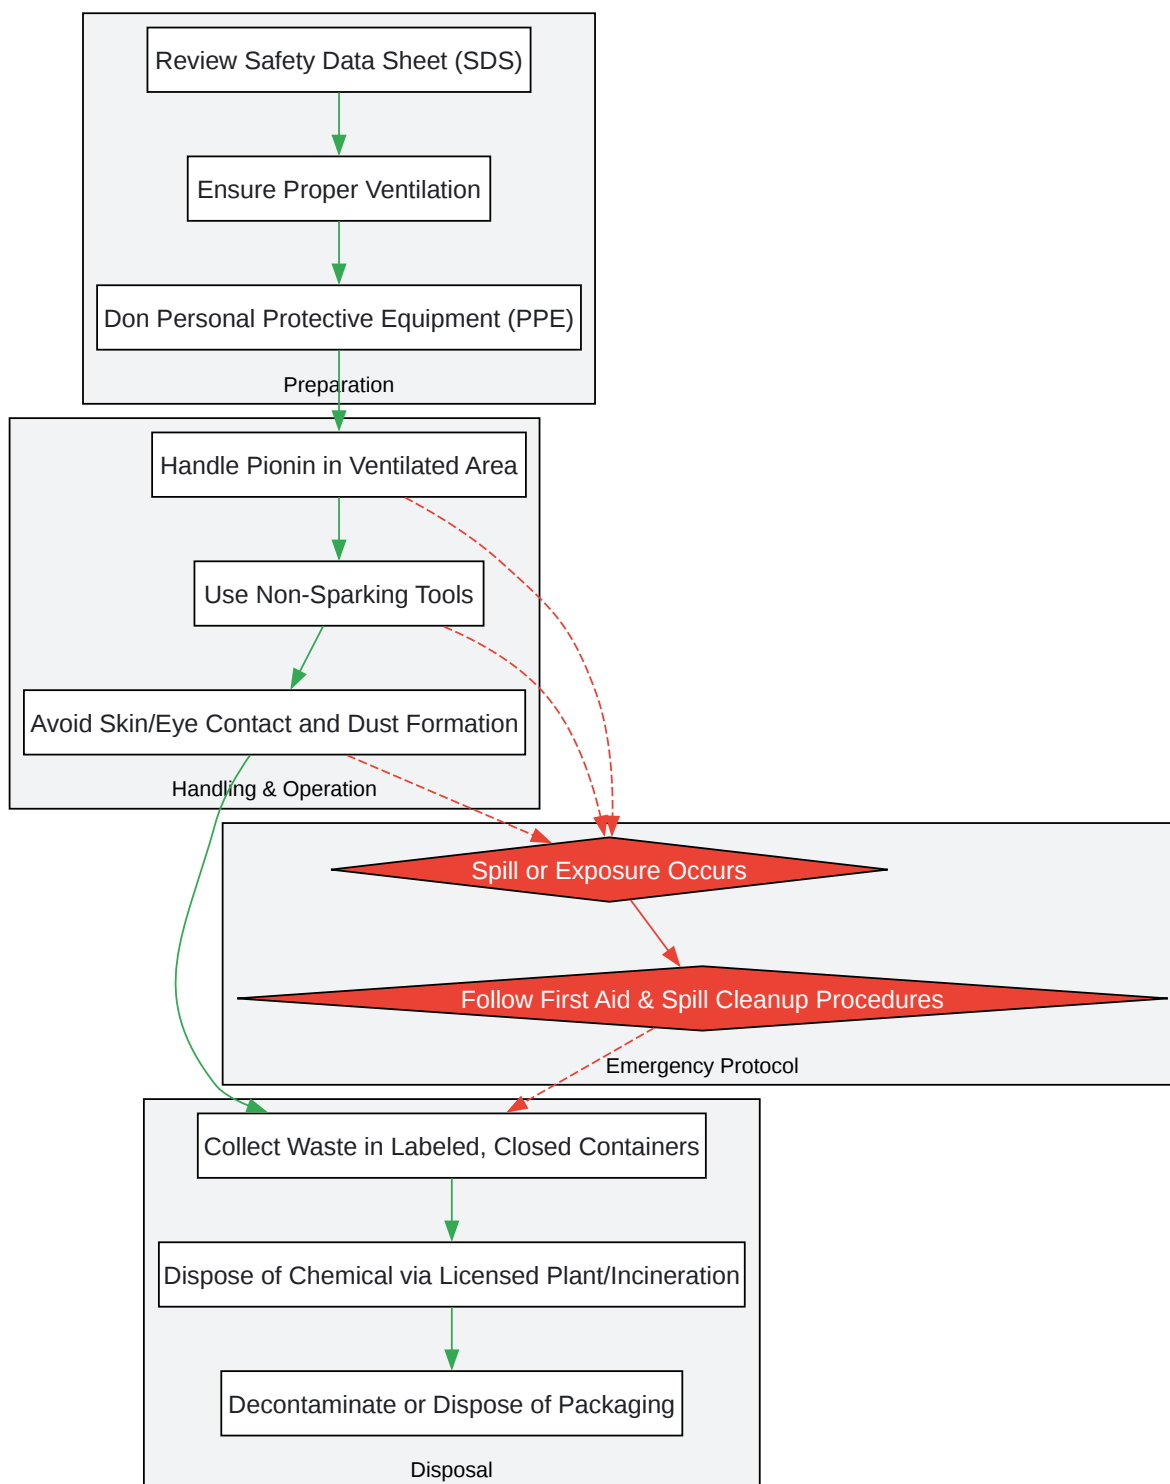 Review Safety Data Sheet (SDS)
Ensure Proper Ventilation
Don Personal Protective Equipment (PPE)
Preparation
Handle Pionin in Ventilated Area
Use Non-Sparking Tools
Avoid Skin/Eye Contact and Dust Formation
Handling & Operation
Spill or Exposure Occurs
Follow First Aid & Spill Cleanup Procedures
Emergency Protocol
Collect Waste in Labeled, Closed Containers
Dispose of Chemical via Licensed Plant/Incineration
Decontaminate or Dispose of Packaging
Disposal